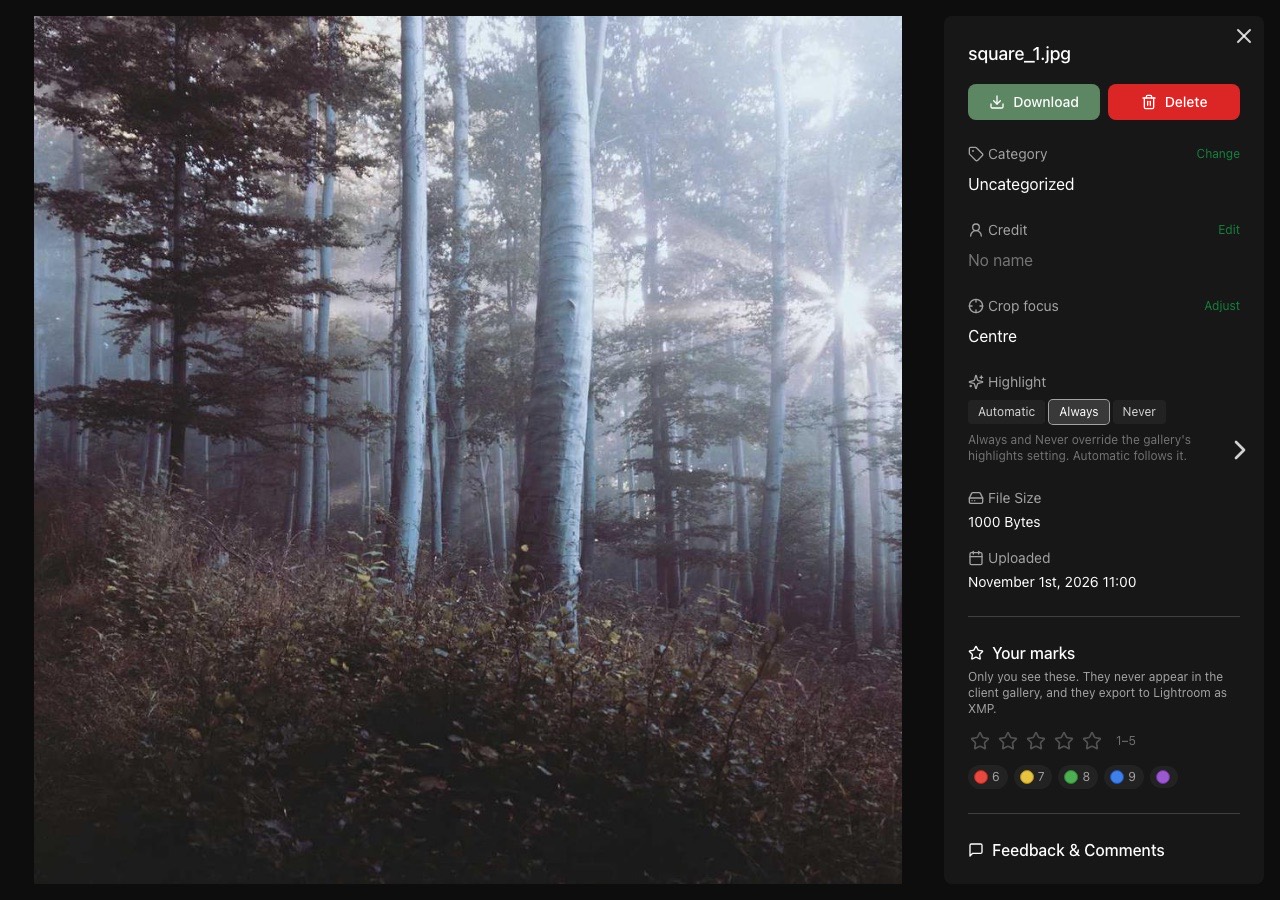 square_1.jpg
Download
Delete
Category
Change
Uncategorized
Credit
Edit
No name
Crop focus
Adjust
Centre
Highlight
Automatic
Always
Never
Always and Never override the gallery's
highlights setting. Automatic follows it.
File Size
1000 Bytes
Uploaded
November 1st, 2026 11:00
Your marks
Only you see these. They never appear in the
client gallery, and they export to Lightroom as
XMP.
1–5
6
7
8
9
Feedback & Comments